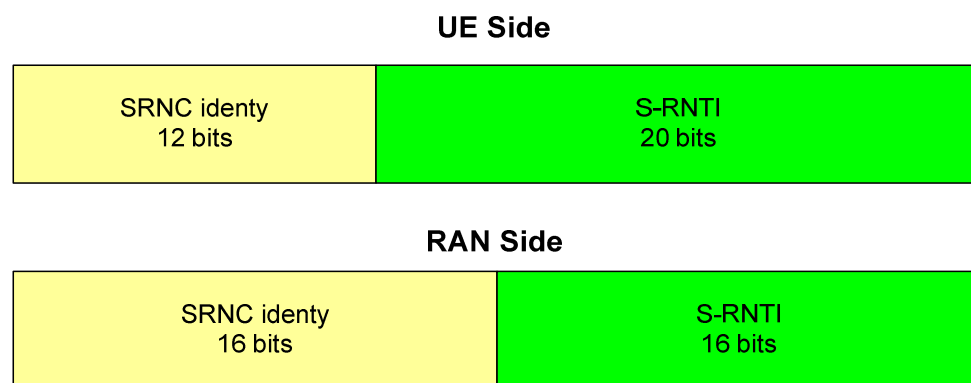 UE Side
SRNC identy
12 bits
S-RNTI
20 bits
RAN Side
SRNC identy
16 bits
S-RNTI
16 bits